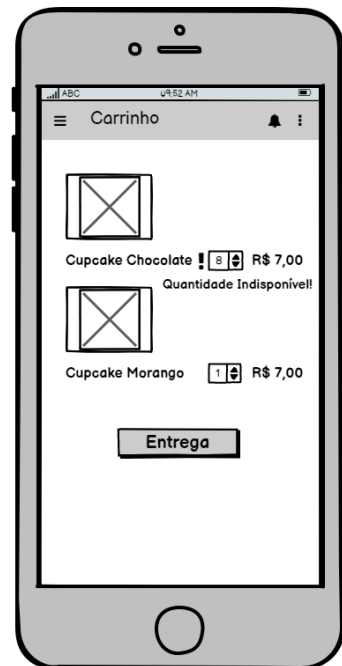 ABC 09:52 AM
Carrinho
Cupcake Chocolate ! 8 R$ 7,00
Quantidade Indisponível!
Cupcake Morango 1 R$ 7,00
Entrega